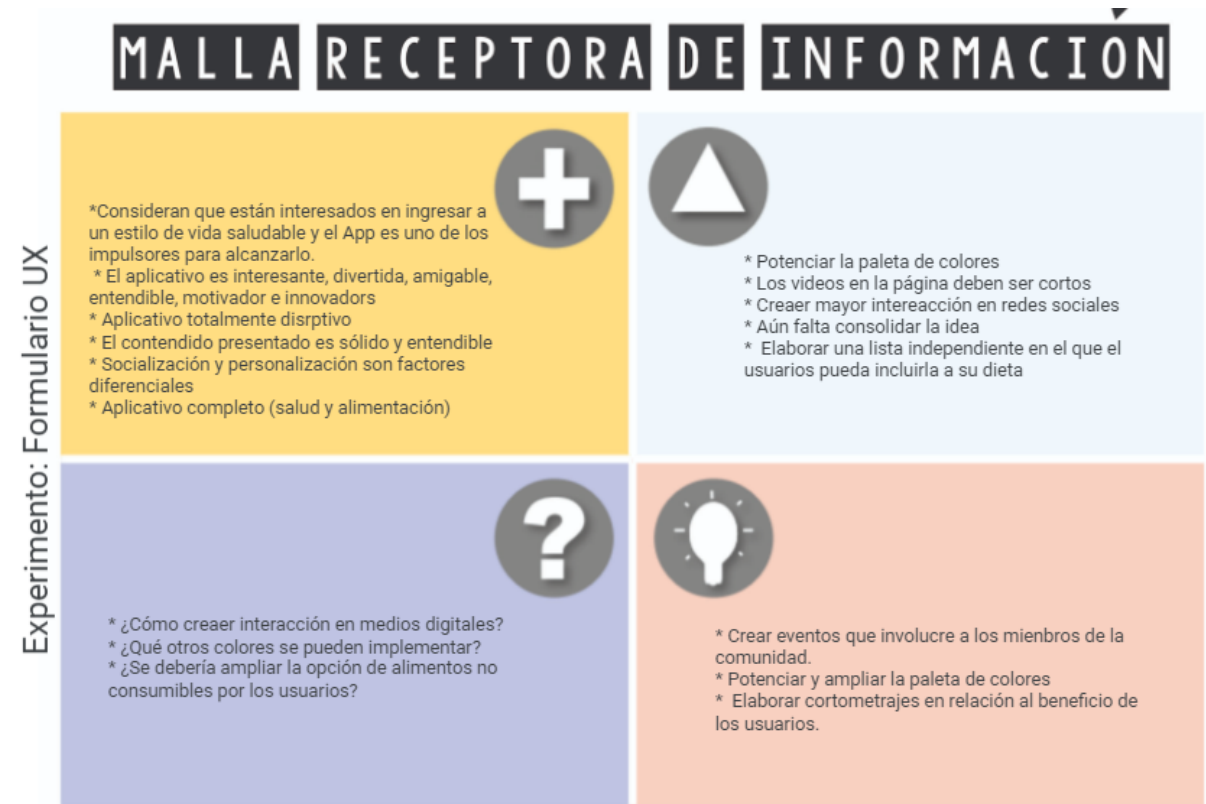 MALLA RECEPTORA DE INFORMACIÓN
Experimento: Formulario UX
*Consideran que están interesados en ingresar a
un estilo de vida saludable y el App es uno de los
impulsores para alcanzarlo.
* El aplicativo es interesante, divertida, amigable,
entendible, motivador e innovadors
* Aplicativo totalmente disrptivo
* El contendido presentado es sólido y entendible
* Socialización y personalización son factores
diferenciales
* Aplicativo completo (salud y alimentación)
* Potenciar la paleta de colores
* Los videos en la página deben ser cortos
* Creaer mayor intereacción en redes sociales
* Aún falta consolidar la idea
* Elaborar una lista independiente en el que el
usuarios pueda incluirla a su dieta
* ¿Cómo creaer interacción en medios digitales?
* ¿Qué otros colores se pueden implementar?
* ¿Se debería ampliar la opción de alimentos no
consumibles por los usuarios?
* Crear eventos que involucre a los mienbros de la
comunidad.
* Potenciar y ampliar la paleta de colores
* Elaborar cortometrajes en relación al beneficio de
los usuarios.